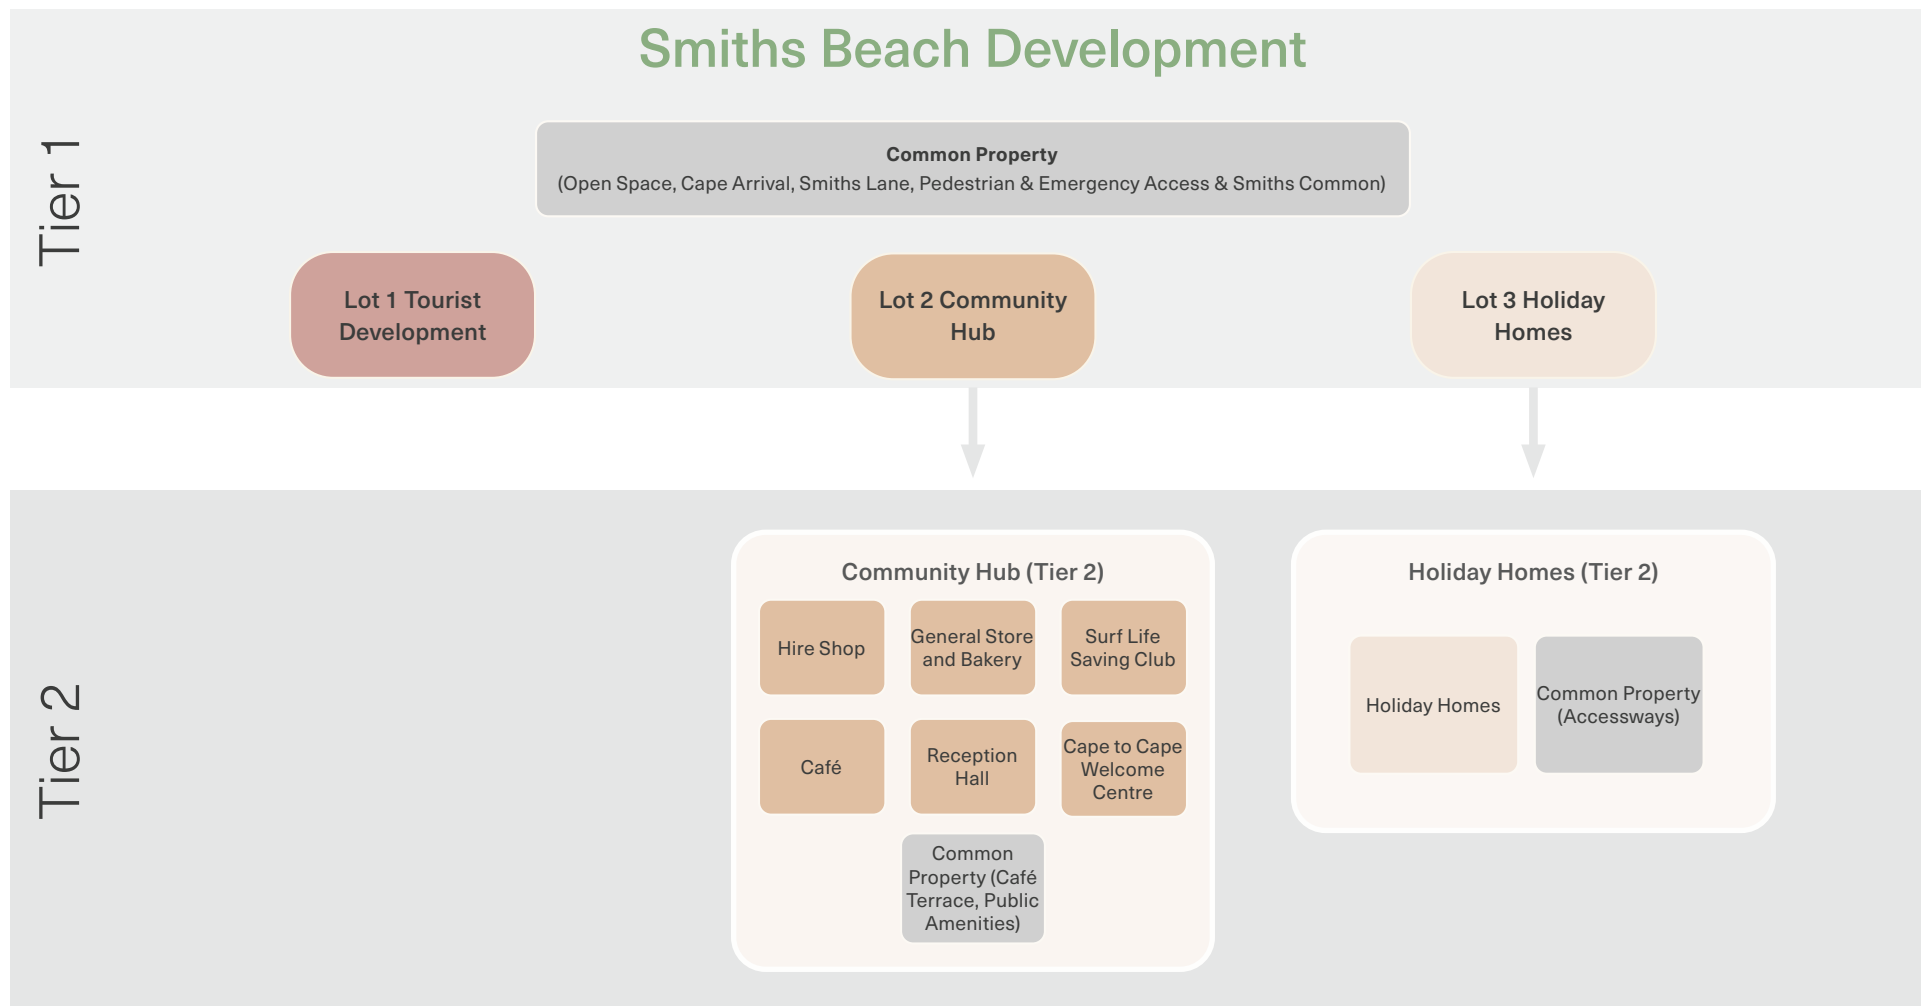 Smiths Beach Development
Tier 1
Common Property
(Open Space, Cape Arrival, Smiths Lane, Pedestrian & Emergency Access & Smiths Common)
Lot 1 Tourist
Development
Lot 2 Community
Hub
Lot 3 Holiday
Homes
Tier 2
Community Hub (Tier 2)
Hire Shop
General Store
and Bakery
Surf Life
Saving Club
Café
Reception
Hall
Cape to Cape
Welcome
Centre
Common
Property (Café
Terrace, Public
Amenities)
Holiday Homes (Tier 2)
Holiday Homes
Common Property
(Accessways)